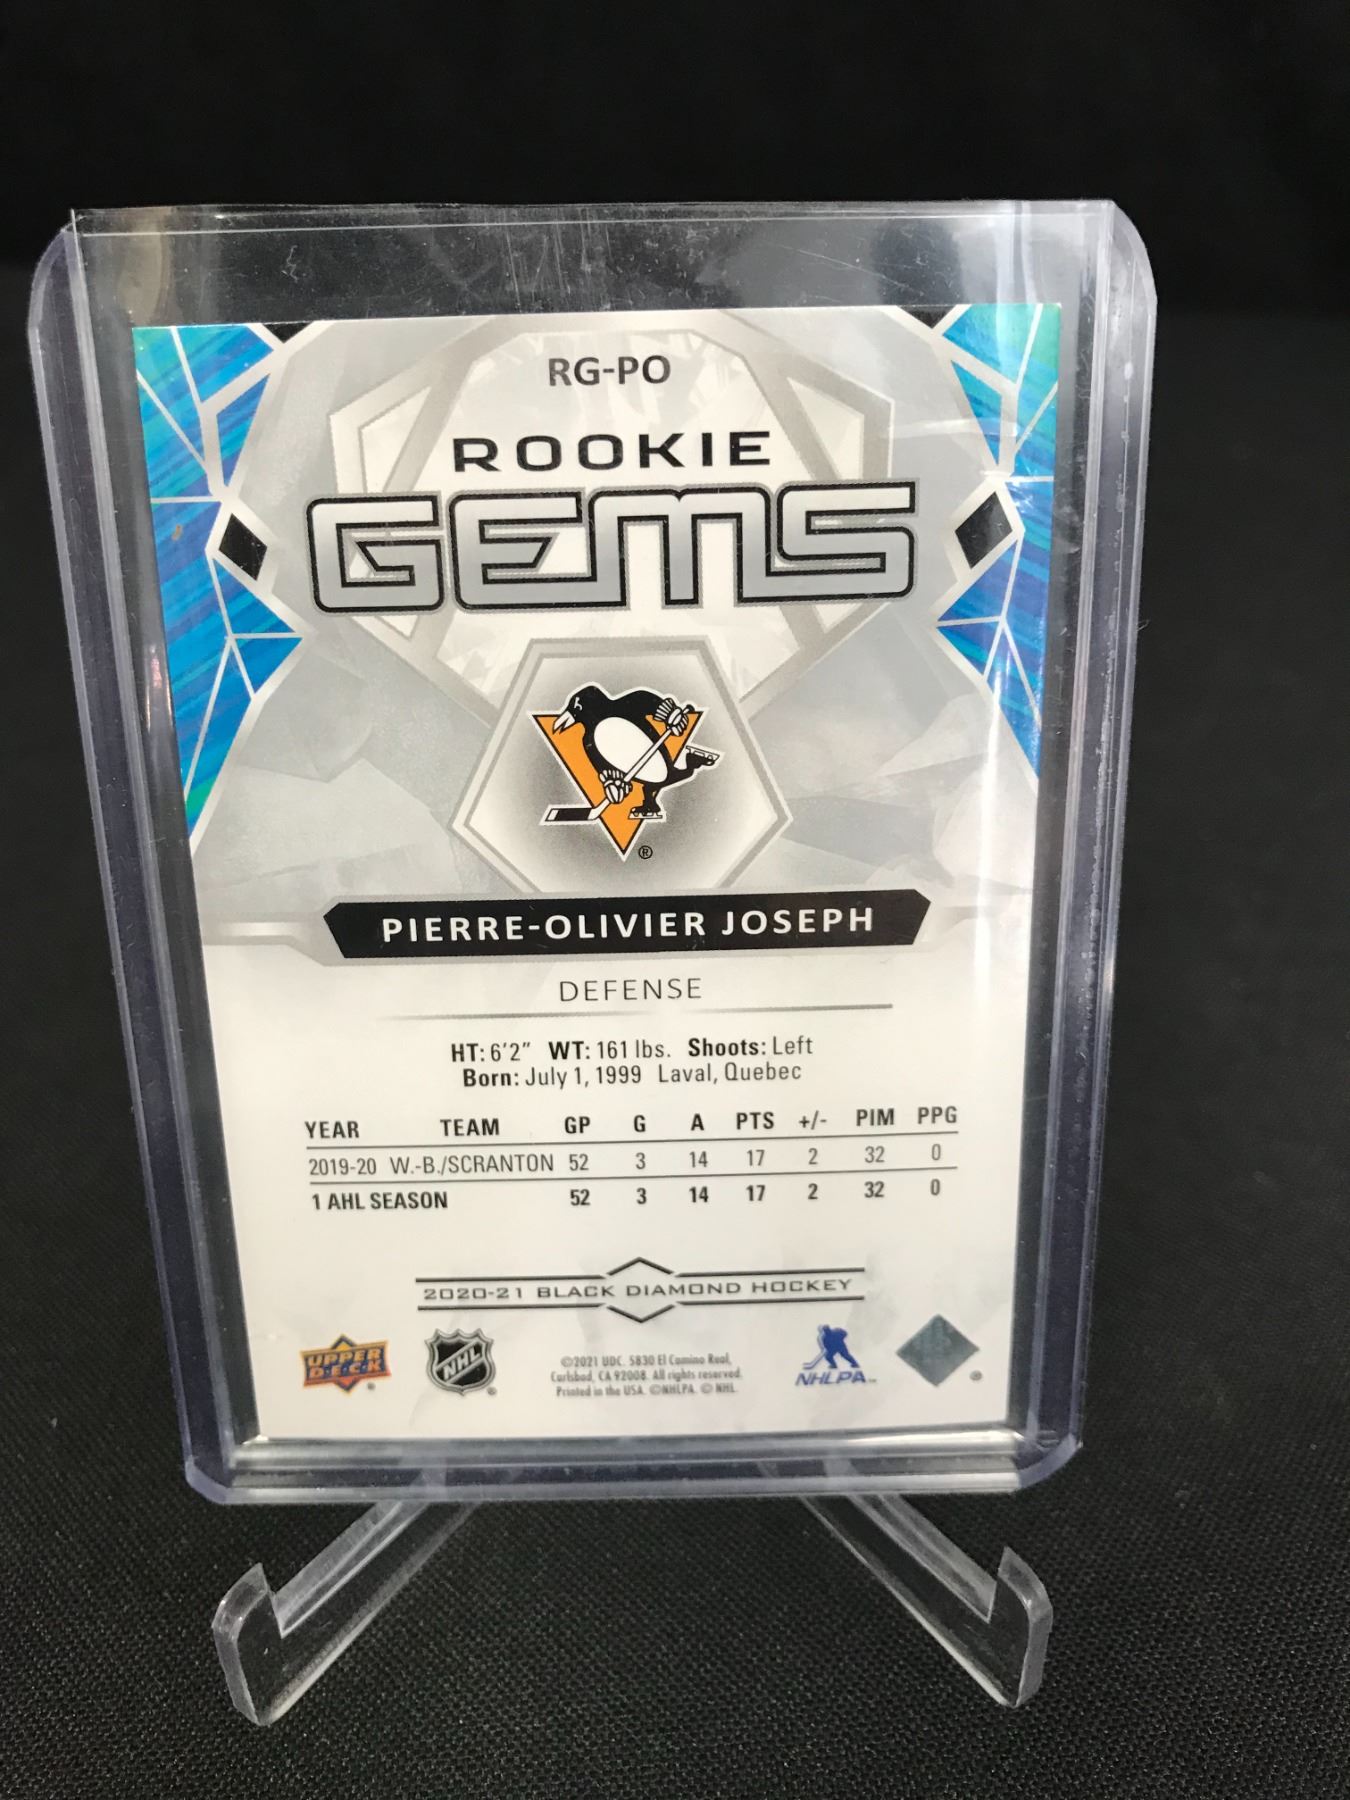 RG-PO
ROOKIE
GEMS
®
PIERRE-OLIVIER JOSEPH
DEFENSE
HT: 6'2" WT: 161 lbs. Shoots: Left
Born: July 1, 1999 Laval, Quebec
YEAR TEAM GP G A PTS +/- PIM PPG
2019-20 W.-B./SCRANTON 52 3 14 17 2 32 0
1 AHL SEASON 52 3 14 17 2 32 0
2020-21 BLACK DIAMOND HOCKEY
UPPER
D.E.C.K
®
NHL
®
©2021 UDC. 5830 El Camino Real,
Carlsbad, CA 92008. All rights reserved.
Printed in the USA. ©NHLPA. © NHL.
NHLPA™
®